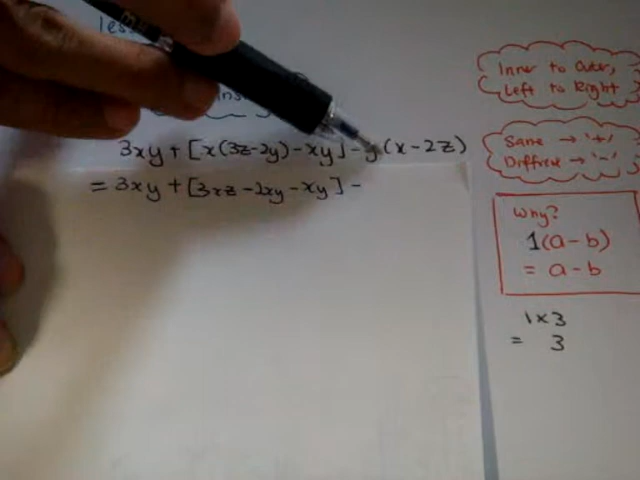 Inner to Outer,
Left to Right
3xy + [x(3z-2y) - xy] - y(x-2z)
= 3xy + [3xz - 2xy - xy] -
Same → '+'
Why?
1(a-b)
= a-b
1×3
= 3